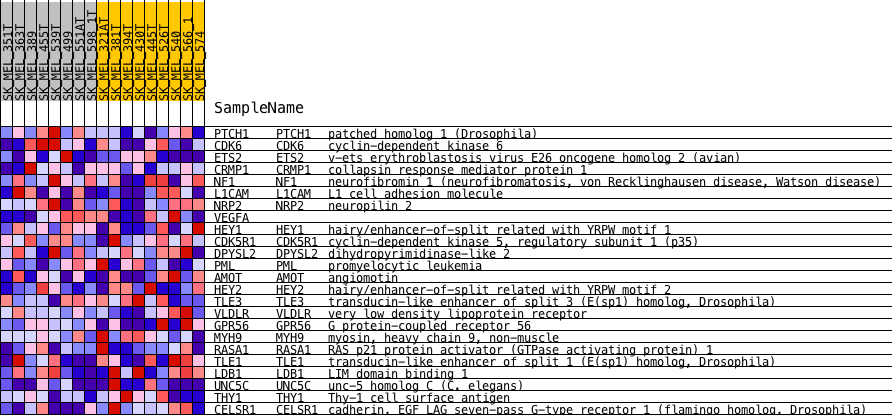 SK_MEL_351T
SK_MEL_363T
SK_MEL_389
SK_MEL_455T
SK_MEL_539T
SK_MEL_499
SK_MEL_551AT
SK_MEL_598_1T
SK_MEL_321AT
SK_MEL_381T
SK_MEL_394T
SK_MEL_430T
SK_MEL_445T
SK_MEL_526T
SK_MEL_540
SK_MEL_566_1
SK_MEL_574
SampleName
PTCH1 PTCH1 patched homolog 1 (Drosophila)
CDK6 CDK6 cyclin-dependent kinase 6
ETS2 ETS2 v-ets erythroblastosis virus E26 oncogene homolog 2 (avian)
CRMP1 CRMP1 collapsin response mediator protein 1
NF1 NF1 neurofibromin 1 (neurofibromatosis, von Recklinghausen disease, Watson disease)
L1CAM L1CAM L1 cell adhesion molecule
NRP2 NRP2 neuropilin 2
VEGFA
HEY1 HEY1 hairy/enhancer-of-split related with YRPW motif 1
CDK5R1 CDK5R1 cyclin-dependent kinase 5, regulatory subunit 1 (p35)
DPYSL2 DPYSL2 dihydropyrimidinase-like 2
PML PML promyelocytic leukemia
AMOT AMOT angiomotin
HEY2 HEY2 hairy/enhancer-of-split related with YRPW motif 2
TLE3 TLE3 transducin-like enhancer of split 3 (E(sp1) homolog, Drosophila)
VLDLR VLDLR very low density lipoprotein receptor
GPR56 GPR56 G protein-coupled receptor 56
MYH9 MYH9 myosin, heavy chain 9, non-muscle
RASA1 RASA1 RAS p21 protein activator (GTPase activating protein) 1
TLE1 TLE1 transducin-like enhancer of split 1 (E(sp1) homolog, Drosophila)
LDB1 LDB1 LIM domain binding 1
UNC5C UNC5C unc-5 homolog C (C. elegans)
THY1 THY1 Thy-1 cell surface antigen
CELSR1 CELSR1 cadherin, EGF LAG seven-pass G-type receptor 1 (flamingo homolog, Drosophila)